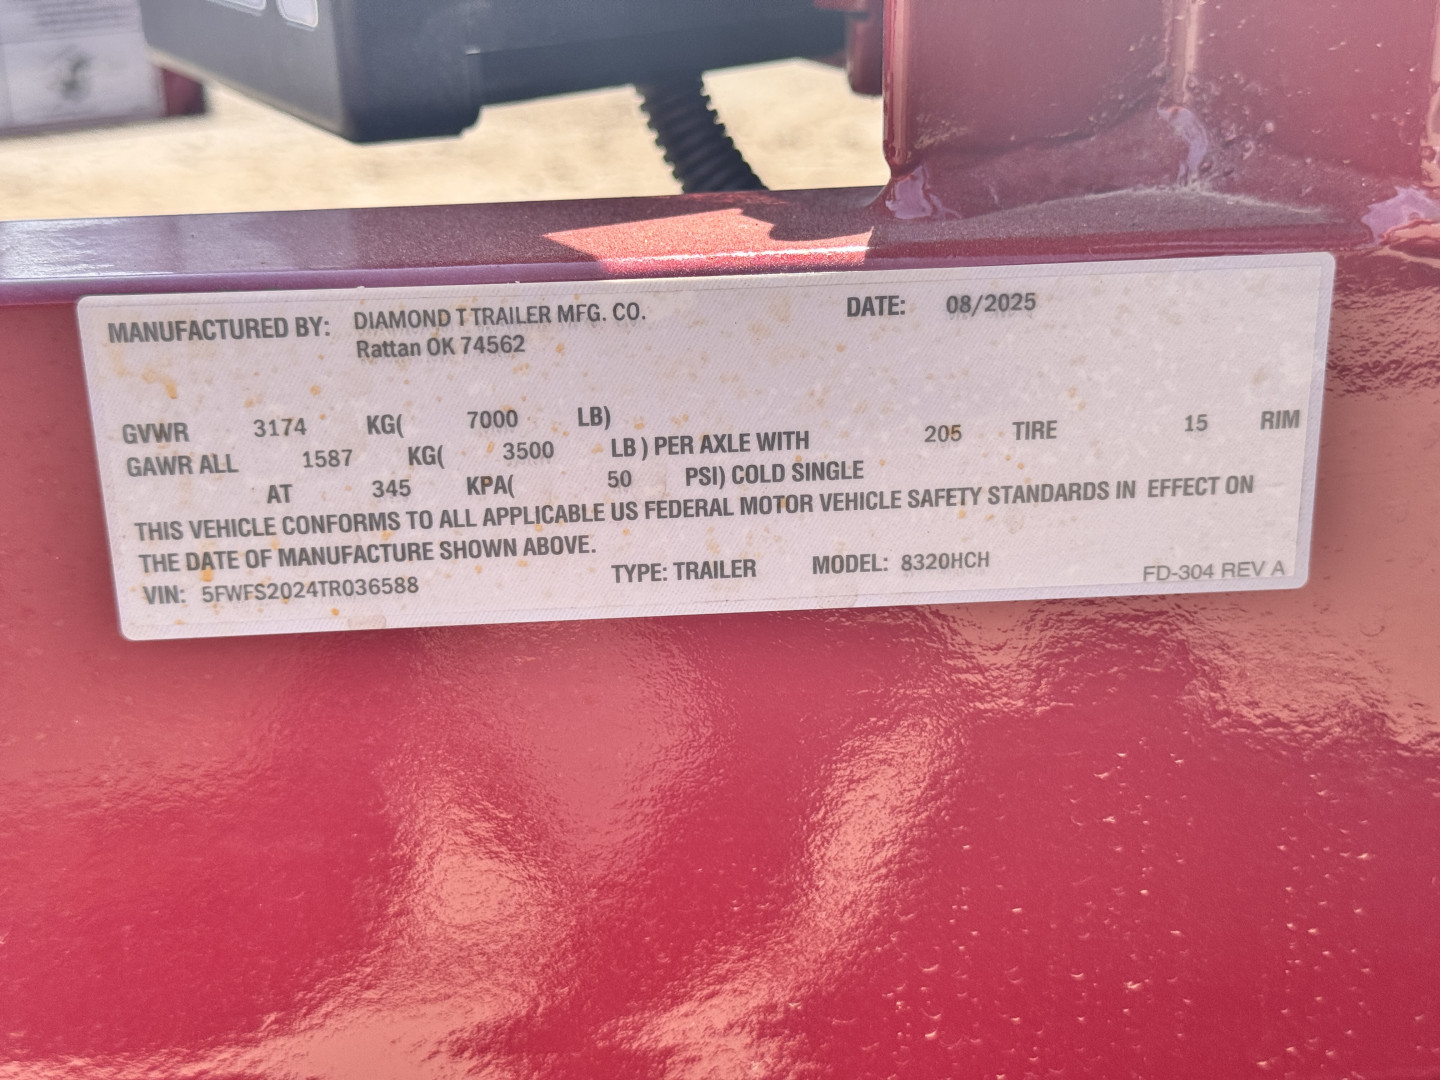 MANUFACTURED BY: DIAMOND T TRAILER MFG. CO. DATE: 08/2025
Rattan OK 74562
GVWR 3174 KG( 7000 LB)
GAWR ALL 1587 KG( 3500 LB ) PER AXLE WITH 205 TIRE 15 RIM
AT 345 KPA( 50 PSI) COLD SINGLE
THIS VEHICLE CONFORMS TO ALL APPLICABLE US FEDERAL MOTOR VEHICLE SAFETY STANDARDS IN EFFECT ON
THE DATE OF MANUFACTURE SHOWN ABOVE.
VIN: 5FWFS2024TR036588 TYPE: TRAILER MODEL: 8320HCH FD-304 REV A